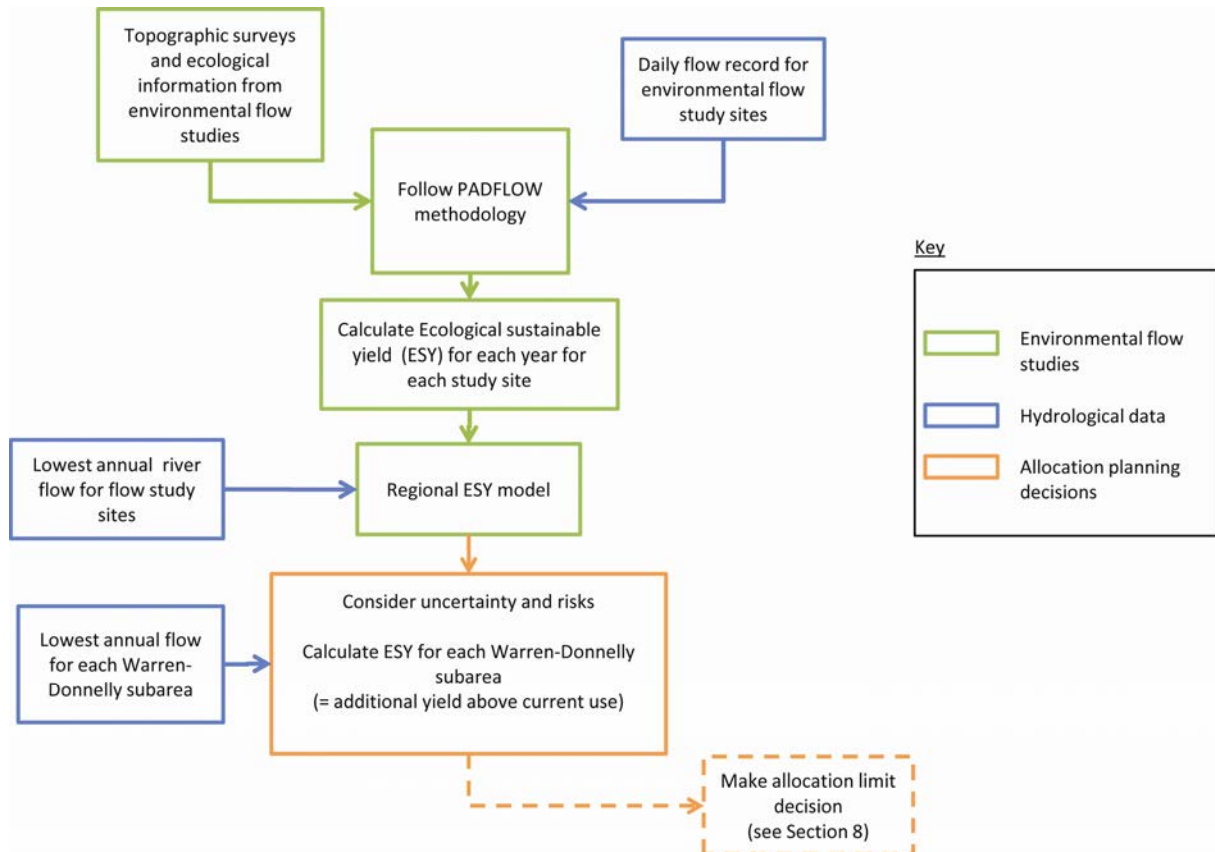 Topographic surveys
and ecological
information from
environmental flow
studies
Daily flow record for
environmental flow
study sites
Follow PADFLOW
methodology
Key
Environmental flow
studies
Hydrological data
Allocation planning
decisions
Calculate Ecological sustainable
yield (ESY) for each year for
each study site
Lowest annual river
flow for flow study
sites
Regional ESY model
Consider uncertainty and risks
Calculate ESY for each Warren-Donnelly
subarea
(= additional yield above current use)
Lowest annual flow
for each Warren-
Donnelly subarea
Make allocation limit
decision
(see Section 8)